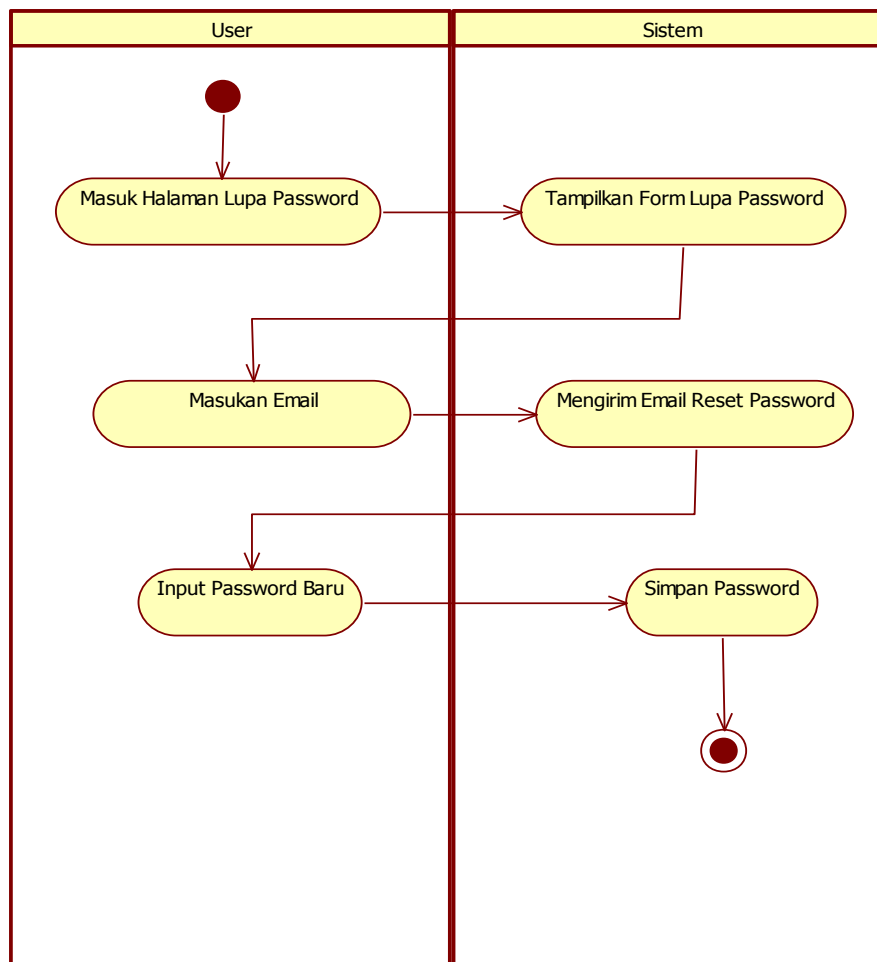 User
Sistem
Masuk Halaman Lupa Password
Tampilkan Form Lupa Password
Masukan Email
Mengirim Email Reset Password
Input Password Baru
Simpan Password